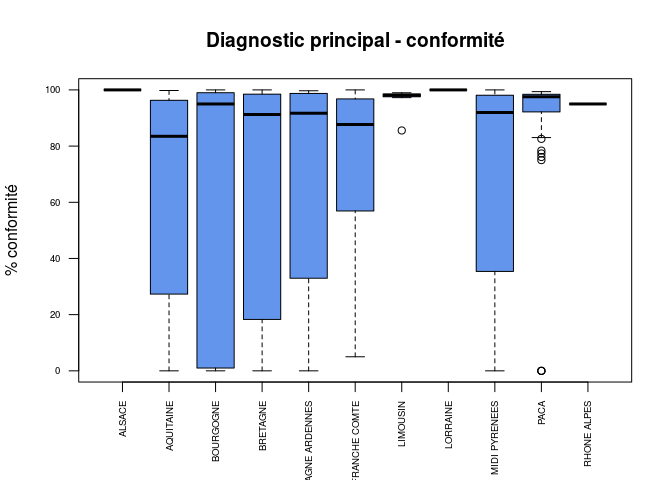 Diagnostic principal - conformité
% conformité
100
80
60
40
20
0
ALSACE
AQUITAINE
BOURGOGNE
BRETAGNE
AGNE ARDENNES
FRANCHE COMTE
LIMOUSIN
LORRAINE
MIDI PYRENEES
PACA
RHONE ALPES